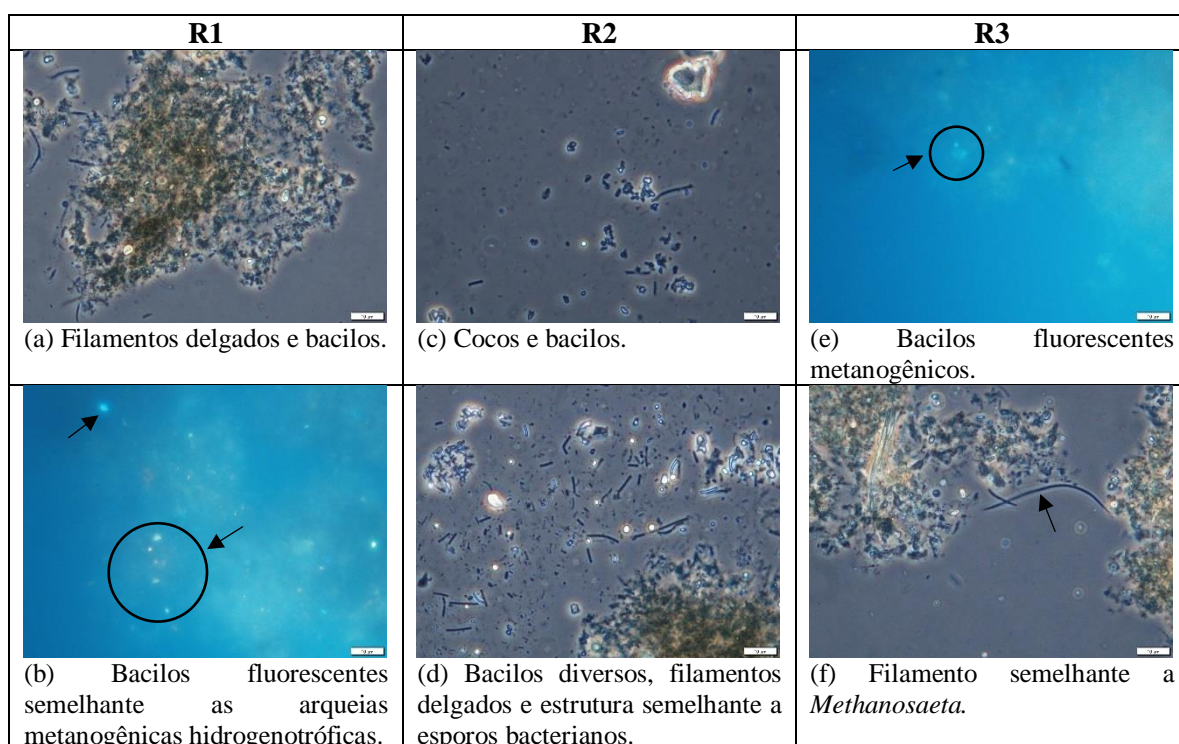 R1
R2
R3
(a) Filamentos delgados e bacilos.
(c) Cocos e bacilos.
(e) Bacilos fluorescentes
metanogênicos.
(b) Bacilos fluorescentes
semelhante as arqueias
metanogênicas hidrogenotróficas.
(d) Bacilos diversos, filamentos
delgados e estrutura semelhante a
esporos bacterianos.
(f) Filamento semelhante a
Methanosaeta.